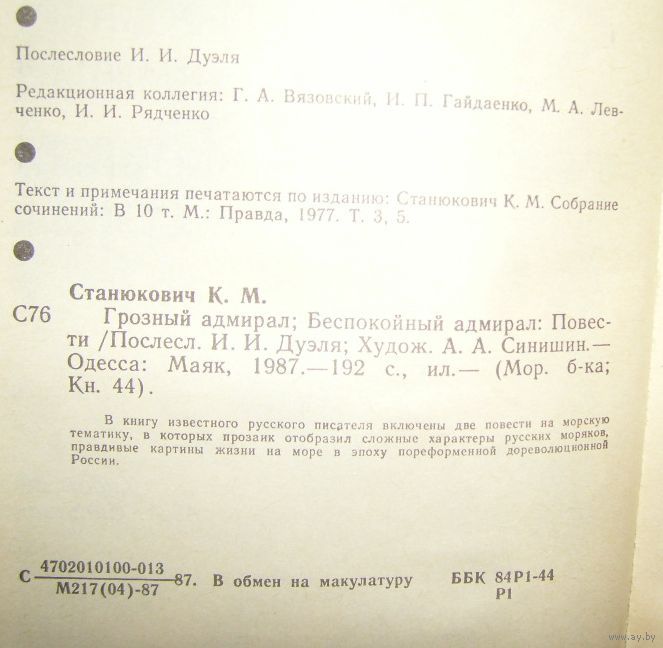 Послесловие И. И. Дуэля
Редакционная коллегия: Г. А. Вязовский, И. П. Гайдаенко, М. А. Лев-
ченко, И. И. Рядченко
Текст и примечания печатаются по изданию: Станюкович К. М. Собрание
сочинений: В 10 т. М.: Правда, 1977. Т. 3, 5.
Станюкович К. М.
С76 Грозный адмирал; Беспокойный адмирал: Повес-
ти /Послесл. И. И. Дуэля; Худож. А. А. Синишин.—
Одесса: Маяк, 1987.—192 с., ил.— (Мор. б-ка;
Кн. 44).
В книгу известного русского писателя включены две повести на морскую
тематику, в которых прозаик отобразил сложные характеры русских моряков,
правдивые картины жизни на море в эпоху пореформенной дореволюционной
России.
С 4702010100-013
М217(04)-87
87. В обмен на макулатуру
ББК 84Р1-44
Р1
www.ay.by